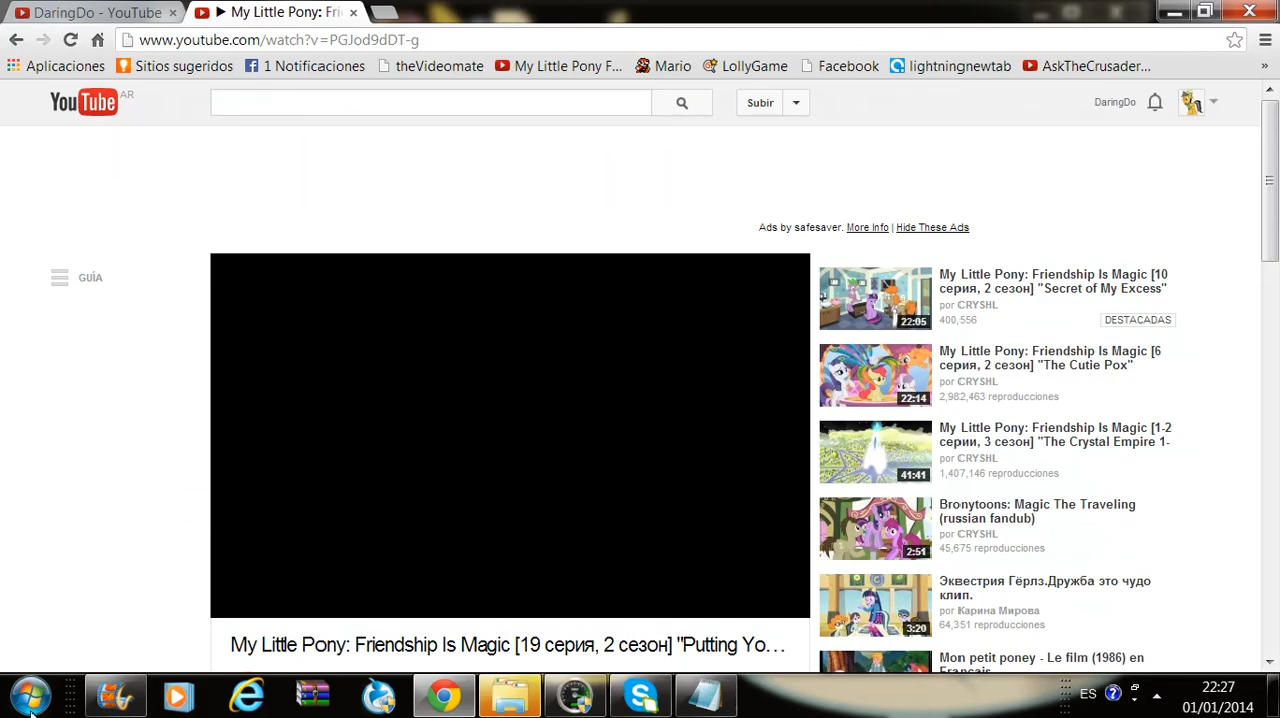 DaringDo - YouTube
▶ My Little Pony: Fri
www.youtube.com/watch?v=PGJod9dDT-g
Aplicaciones
Sitios sugeridos
1 Notificaciones
theVideomate
My Little Pony F...
Mario
LollyGame
Facebook
lightningnewtab
AskTheCrusader...
»
YouTube AR
Subir
DaringDo
Ads by safesaver. More Info | Hide These Ads
GUÍA
22:05
My Little Pony: Friendship Is Magic [10
серия, 2 сезон] "Secret of My Excess"
por CRYSHL
400,556
DESTACADAS
22:14
My Little Pony: Friendship Is Magic [6
серия, 2 сезон] "The Cutie Pox"
por CRYSHL
2,982,463 reproducciones
41:41
My Little Pony: Friendship Is Magic [1-2
серии, 3 сезон] "The Crystal Empire 1-
por CRYSHL
1,407,146 reproducciones
2:51
Bronytoons: Magic The Traveling
(russian fandub)
por CRYSHL
45,675 reproducciones
3:20
Эквестрия Гёрлз.Дружба это чудо
клип.
por Карина Мирова
64,351 reproducciones
Mon petit poney - Le film (1986) en
Français
My Little Pony: Friendship Is Magic [19 серия, 2 сезон] "Putting Yo...
ES
22:27
01/01/2014